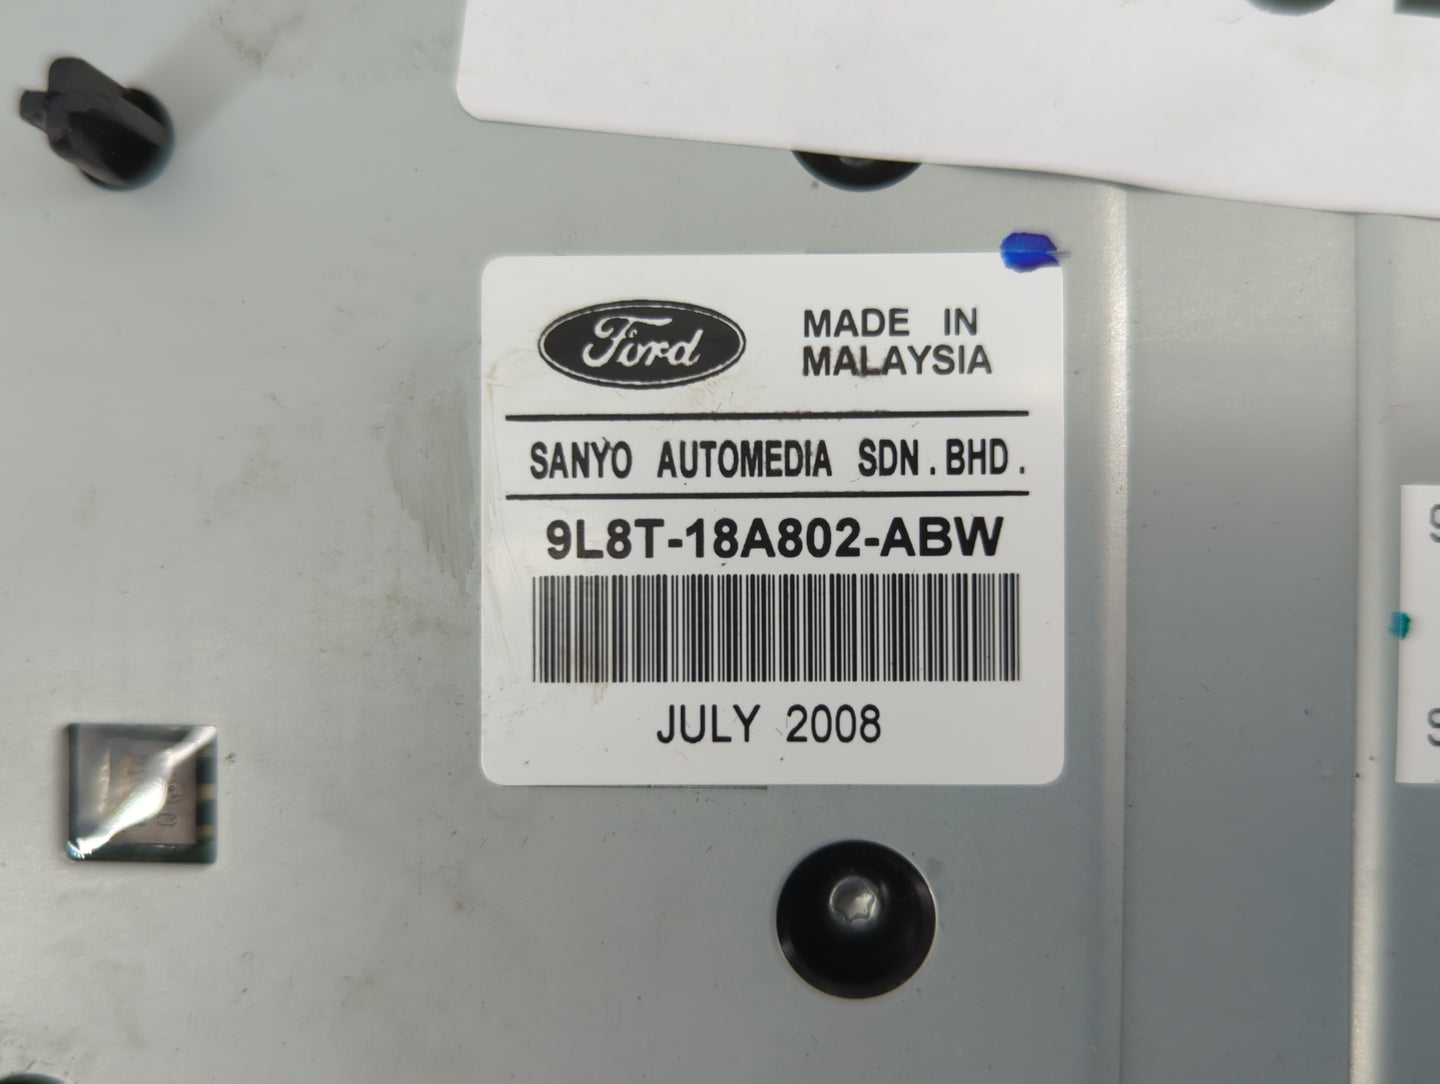 Ford
MADE IN
MALAYSIA
SANYO AUTOMEDIA SDN. BHD.
9L8T-18A802-ABW
JULY 2008